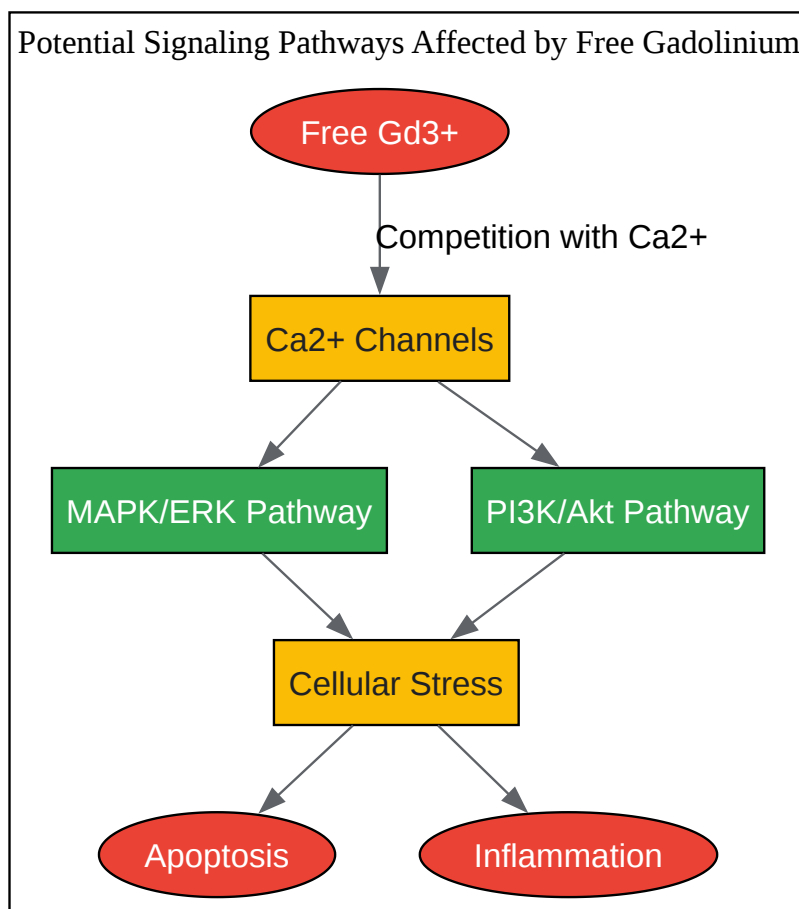 Potential Signaling Pathways Affected by Free Gadolinium
Free Gd3+
Competition with Ca2+
Ca2+ Channels
MAPK/ERK Pathway
PI3K/Akt Pathway
Cellular Stress
Apoptosis
Inflammation